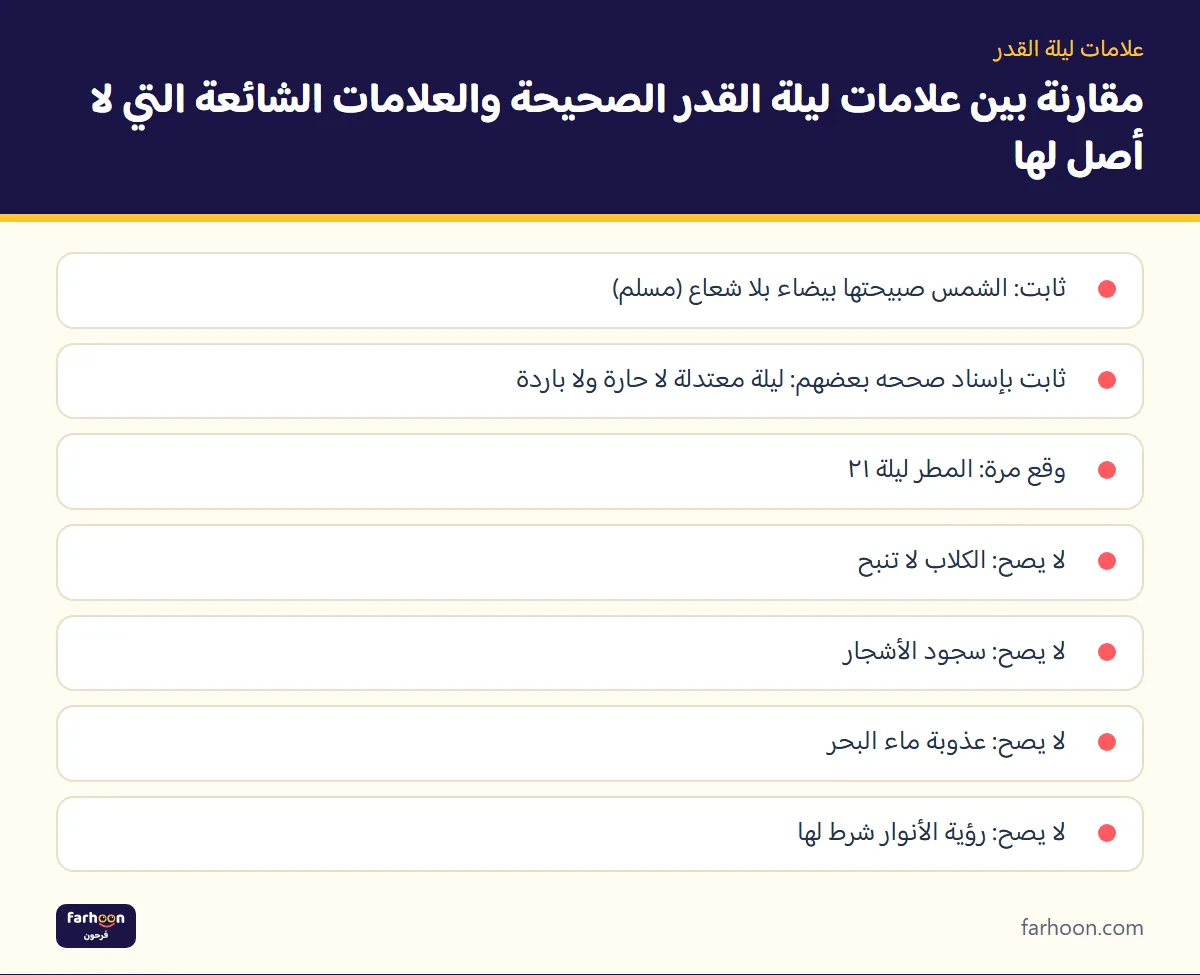 علامات ليلة القدر
مقارنة بين علامات ليلة القدر الصحيحة والعلامات الشائعة التي لا
أصل لها
ثابت: الشمس صبيحتها بيضاء بلا شعاع (مسلم)
ثابت بإسناد صححه بعضهم: ليلة معتدلة لا حارة ولا باردة
وقع مرة: المطر ليلة ٢١
لا يصح: الكلاب لا تنبح
لا يصح: سجود الأشجار
لا يصح: عذوبة ماء البحر
لا يصح: رؤية الأنوار شرط لها
farhoon.com
farhoon
فرحون